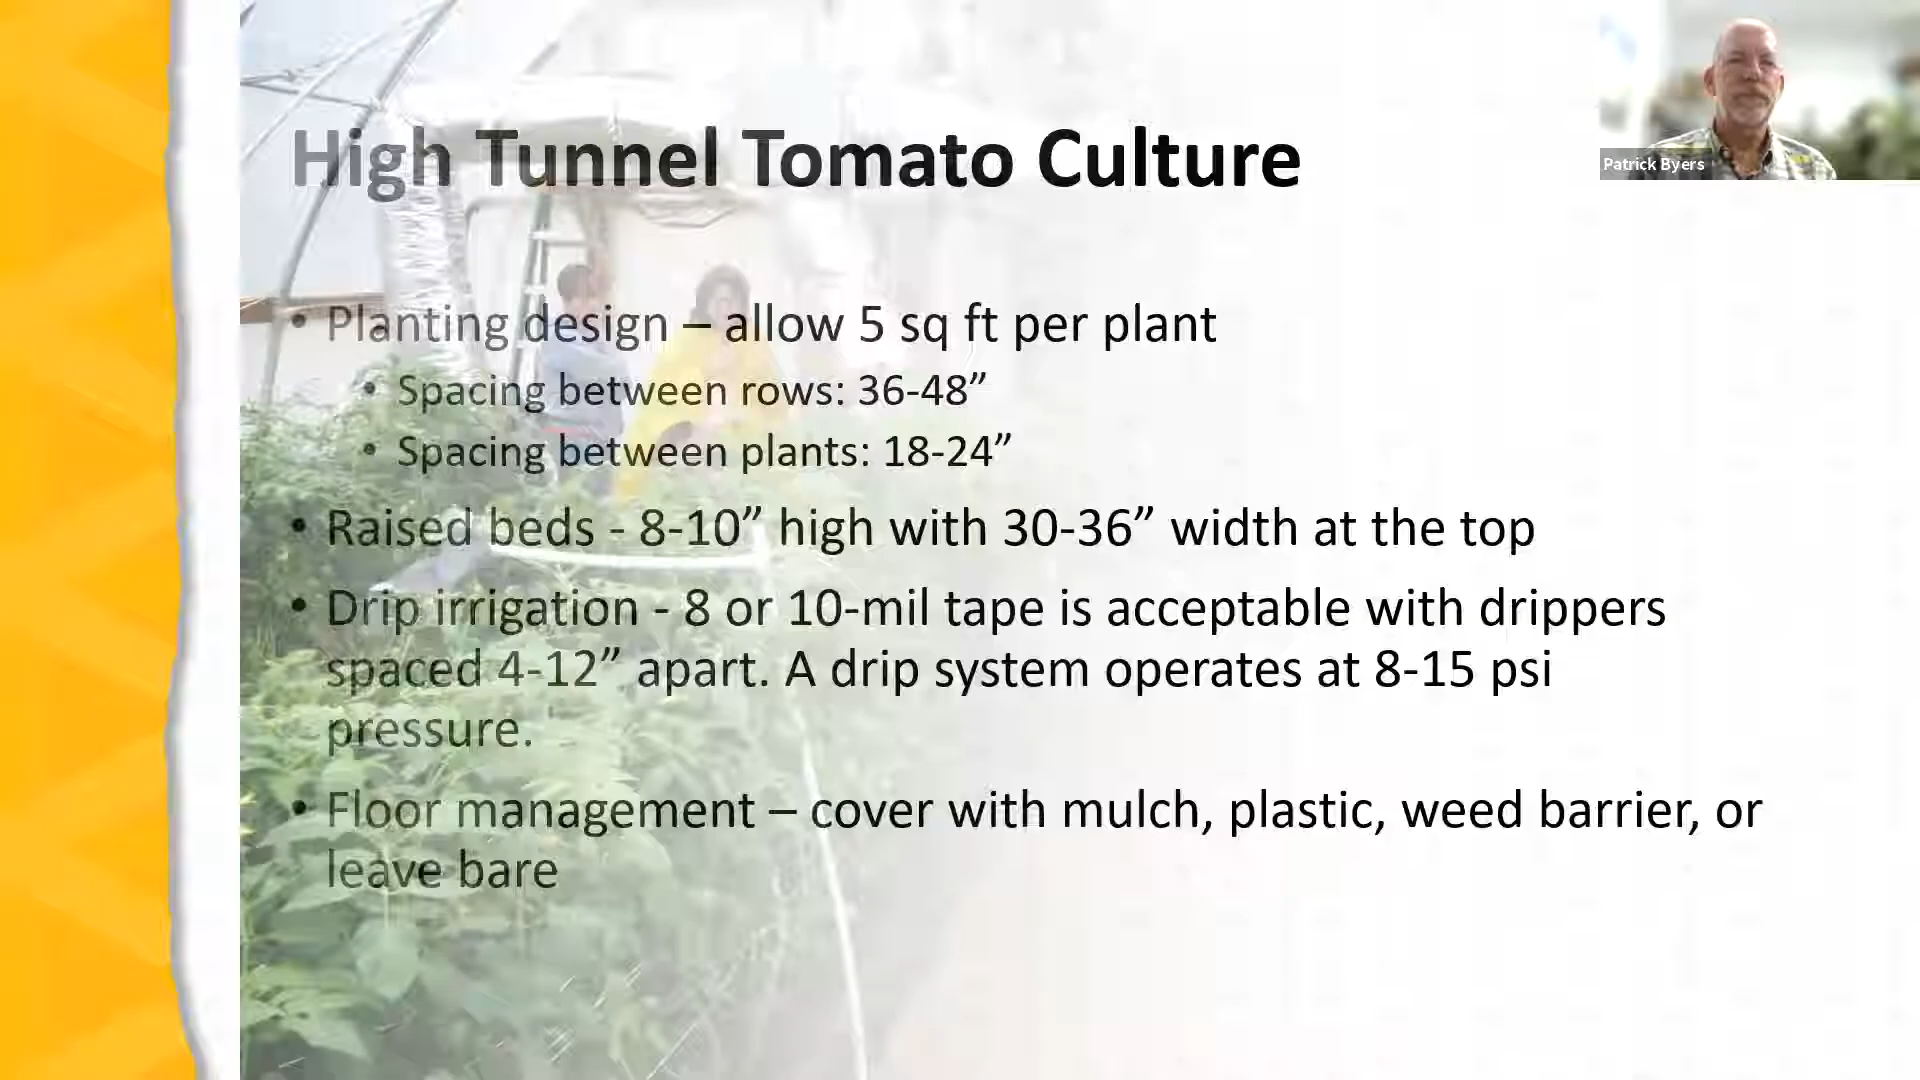 High Tunnel Tomato Culture
Patrick Byers
• Planting design – allow 5 sq ft per plant
• Spacing between rows: 36-48”
• Spacing between plants: 18-24”
• Raised beds - 8-10” high with 30-36” width at the top
• Drip irrigation - 8 or 10-mil tape is acceptable with drippers
spaced 4-12” apart. A drip system operates at 8-15 psi
pressure.
• Floor management – cover with mulch, plastic, weed barrier, or
leave bare